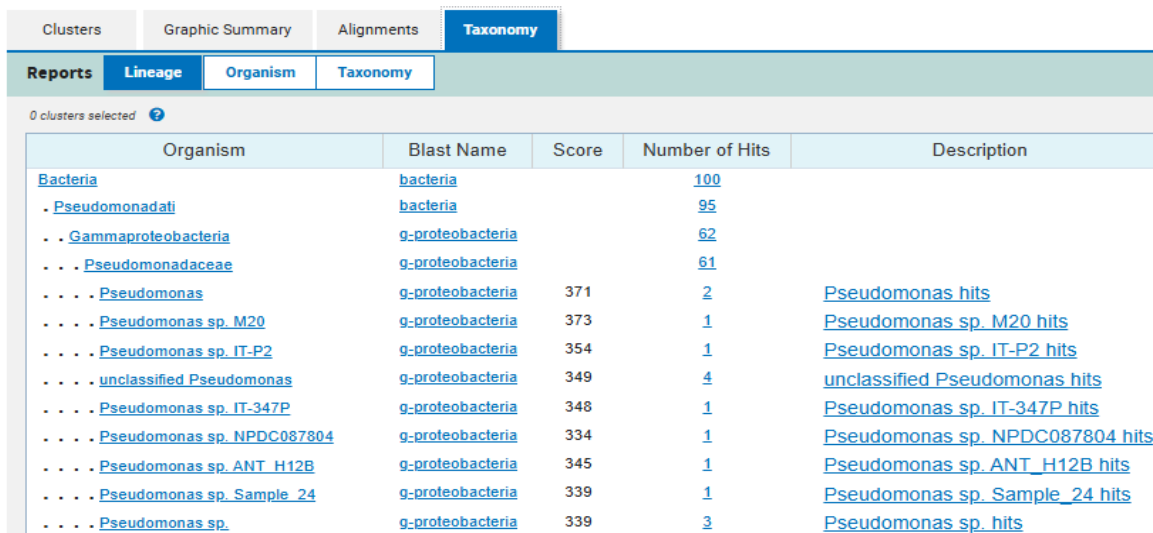 Clusters Graphic Summary Alignments Taxonomy
Reports Lineage Organism Taxonomy
0 clusters selected ?
Organism Blast Name Score Number of Hits Description
Bacteria bacteria 100
. Pseudomonadati bacteria 95
. . Gammaproteobacteria g-proteobacteria 62
. . . Pseudomonadaceae g-proteobacteria 61
. . . . Pseudomonas g-proteobacteria 371 2 Pseudomonas hits
. . . . Pseudomonas sp. M20 g-proteobacteria 373 1 Pseudomonas sp. M20 hits
. . . . Pseudomonas sp. IT-P2 g-proteobacteria 354 1 Pseudomonas sp. IT-P2 hits
. . . . unclassified Pseudomonas g-proteobacteria 349 4 unclassified Pseudomonas hits
. . . . Pseudomonas sp. IT-347P g-proteobacteria 348 1 Pseudomonas sp. IT-347P hits
. . . . Pseudomonas sp. NPDC087804 g-proteobacteria 334 1 Pseudomonas sp. NPDC087804 hits
. . . . Pseudomonas sp. ANT_H12B g-proteobacteria 345 1 Pseudomonas sp. ANT_H12B hits
. . . . Pseudomonas sp. Sample_24 g-proteobacteria 339 1 Pseudomonas sp. Sample_24 hits
. . . . Pseudomonas sp. g-proteobacteria 339 3 Pseudomonas sp. hits